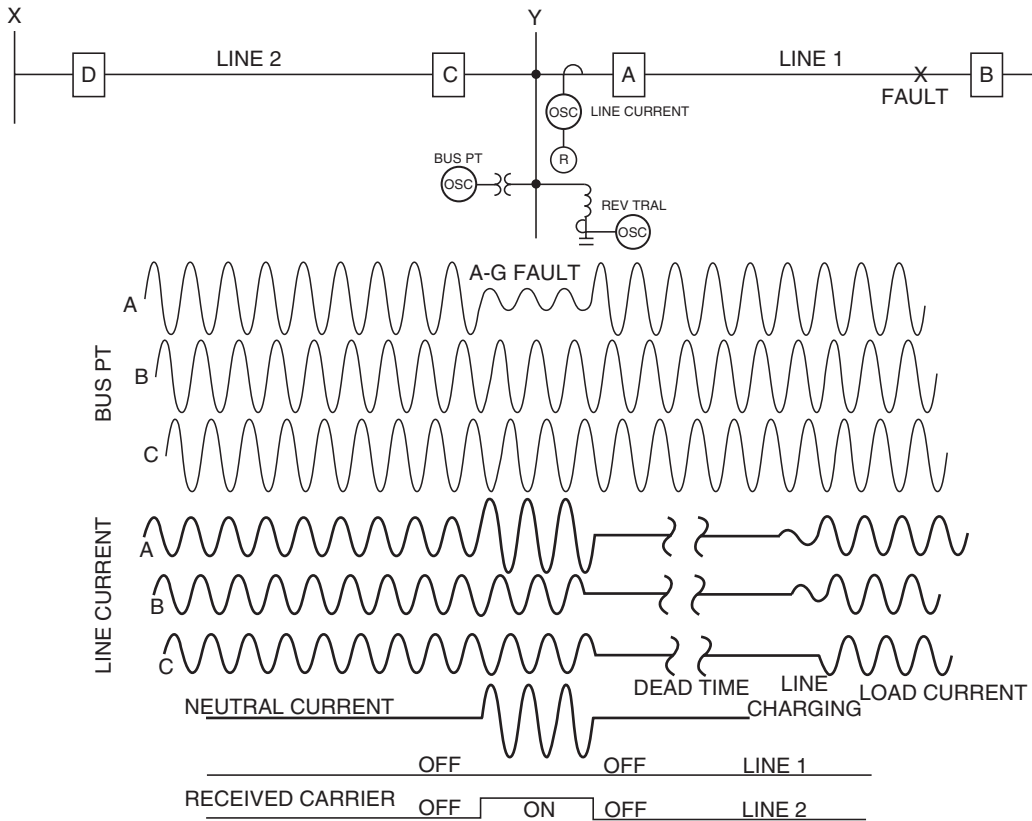 X
Y
D
LINE 2
C
A
LINE 1
X
B
FAULT
OSC
LINE CURRENT
R
BUS PT
OSC
REV TRAL
OSC
A-G FAULT
A
BUS PT
B
C
LINE CURRENT
A
B
C
DEAD TIME
LINE
CHARGING
LOAD CURRENT
NEUTRAL CURRENT
OFF
OFF
LINE 1
RECEIVED CARRIER
OFF
ON
OFF
LINE 2